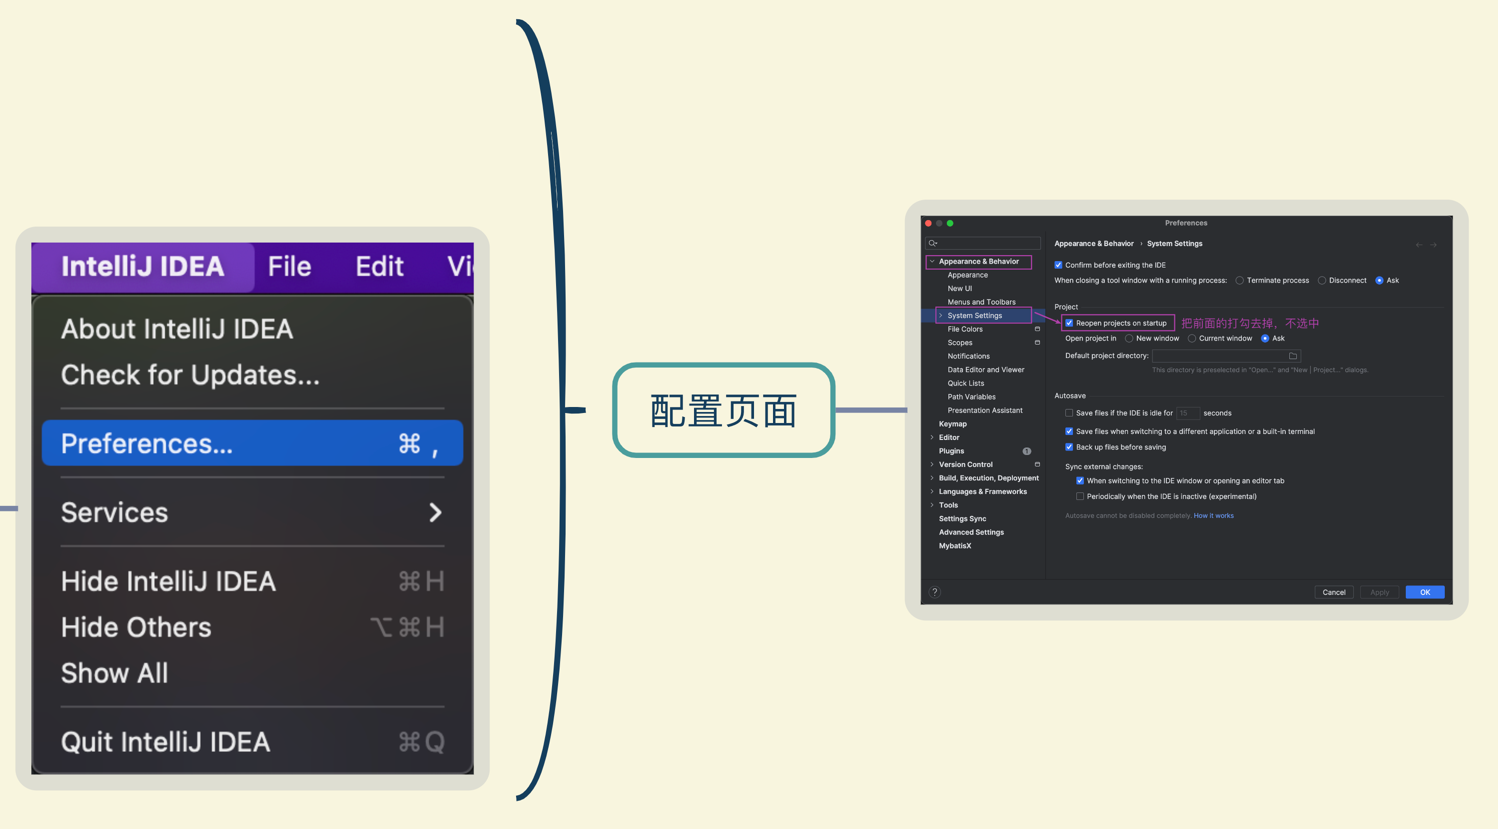 IntelliJ IDEA File Edit Vi
About IntelliJ IDEA
Check for Updates...
Preferences... ⌘ ,
Services
Hide IntelliJ IDEA ⌘H
Hide Others ⌥⌘H
Show All
Quit IntelliJ IDEA ⌘Q
配置页面
Preferences
Appearance & Behavior
Appearance
New UI
Menus and Toolbars
System Settings
File Colors
Scopes
Notifications
Data Editor and Viewer
Quick Lists
Path Variables
Presentation Assistant
Keymap
Editor
Plugins 1
Version Control
Build, Execution, Deployment
Languages & Frameworks
Tools
Settings Sync
Advanced Settings
MybatisX
?
Appearance & Behavior › System Settings
Confirm before exiting the IDE
When closing a tool window with a running process: Terminate process Disconnect Ask
Project
Reopen projects on startup 把前面的打勾去掉，不选中
Open project in New window Current window Ask
Default project directory:
This directory is preselected in "Open..." and "New | Project..." dialogs.
Autosave
Save files if the IDE is idle for 15 seconds
Save files when switching to a different application or a built-in terminal
Back up files before saving
Sync external changes:
When switching to the IDE window or opening an editor tab
Periodically when the IDE is inactive (experimental)
Autosave cannot be disabled completely. How it works
Cancel Apply OK